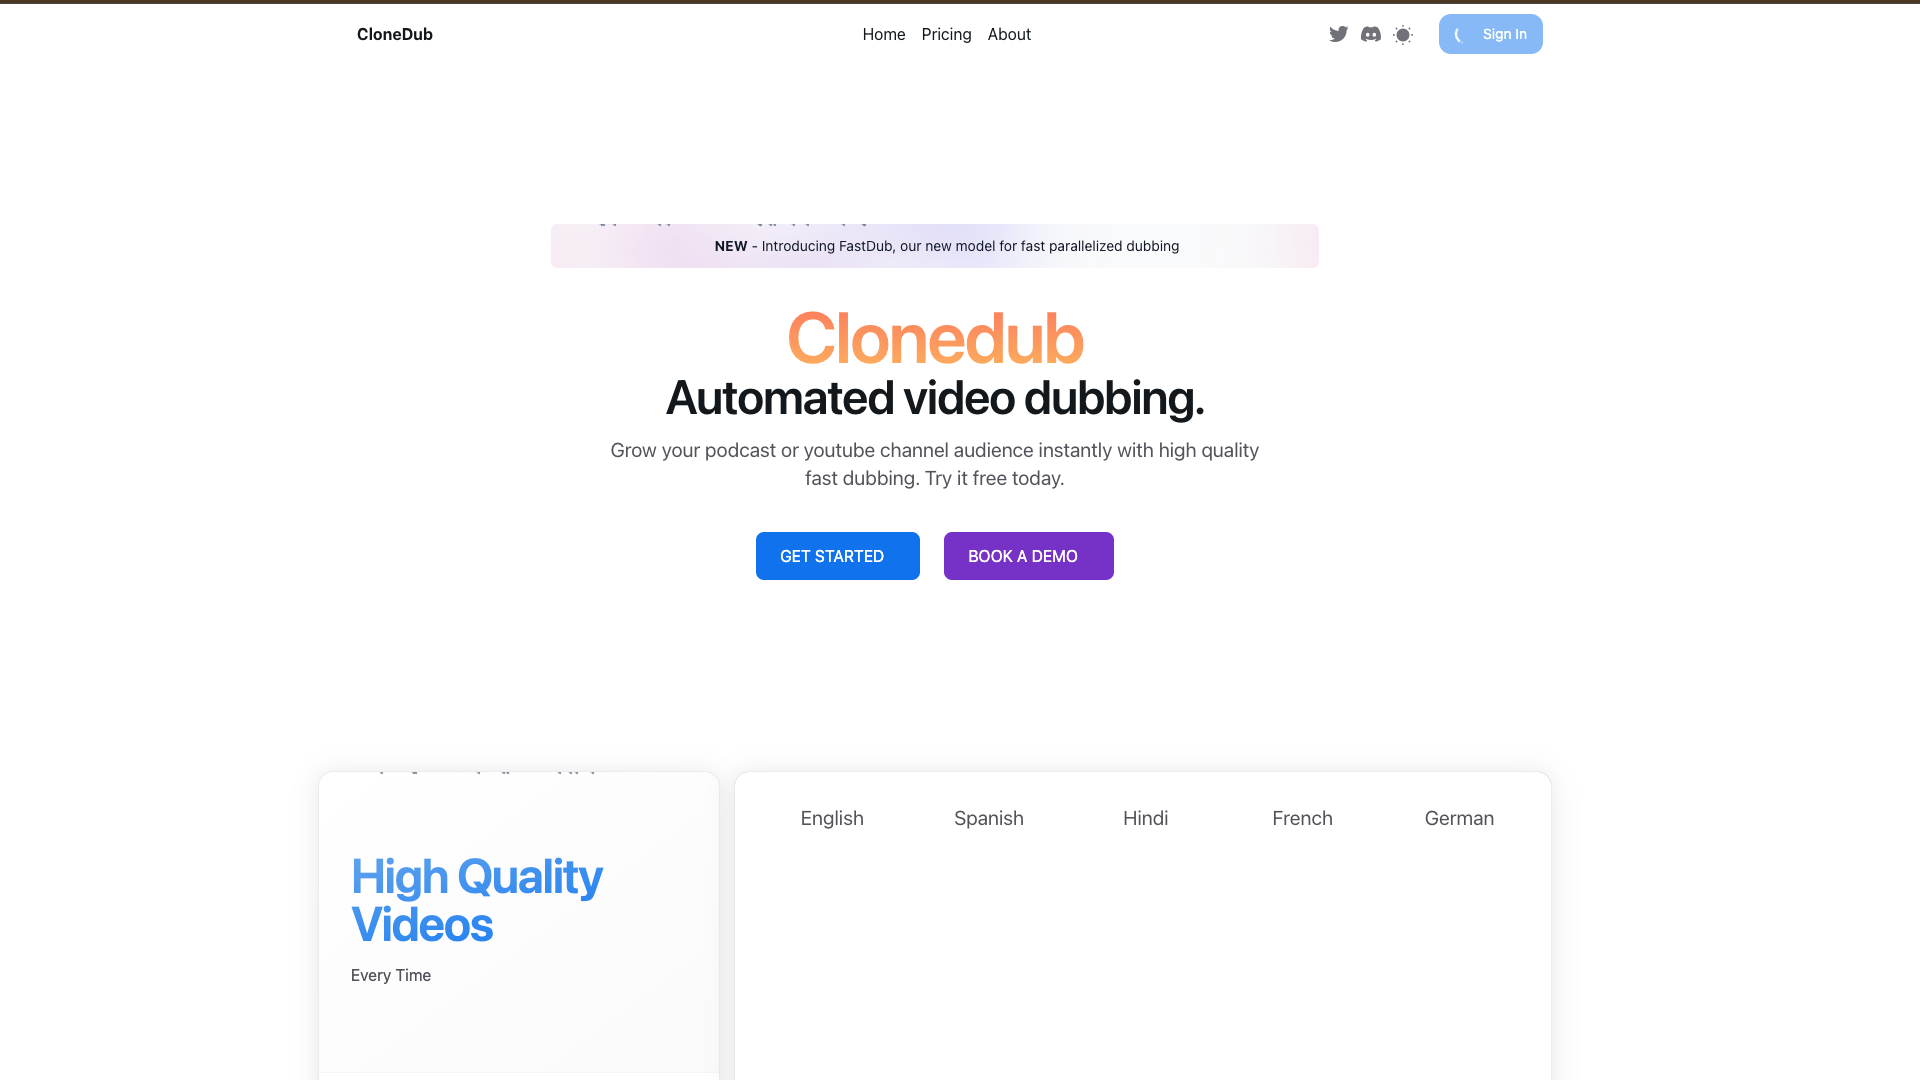 CloneDub
Home
Pricing
About
Sign In
NEW - Introducing FastDub, our new model for fast parallelized dubbing
Clonedub
Automated video dubbing.
Grow your podcast or youtube channel audience instantly with high quality
fast dubbing. Try it free today.
GET STARTED
BOOK A DEMO
High Quality
Videos
Every Time
English
Spanish
Hindi
French
German